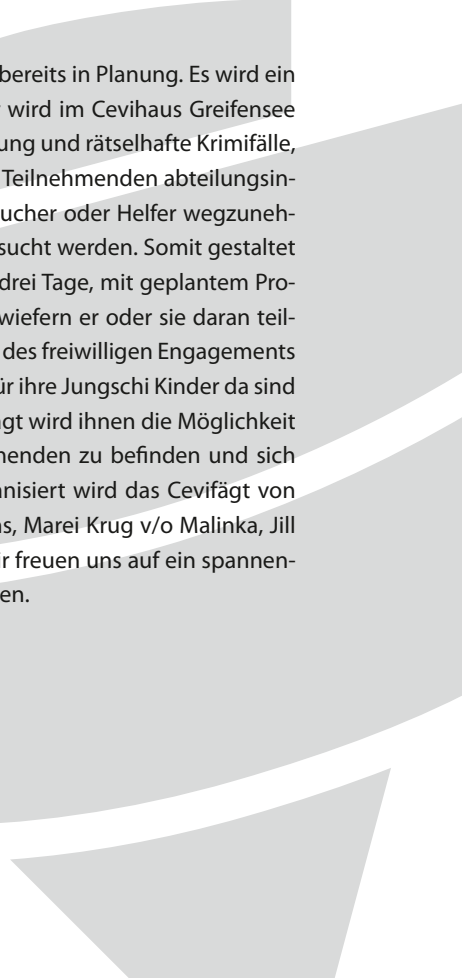 bereits in Planung. Es wird ein
wird im Cevihaus Greifensee
ung und rätselhafte Krimifälle,
Teilnehmenden abteilungsin-
ucher oder Helfer wegzuneh-
sucht werden. Somit gestaltet
drei Tage, mit geplantem Pro-
wiefern er oder sie daran teil-
des freiwilligen Engagements
ür ihre Jungschi Kinder da sind
gt wird ihnen die Möglichkeit
enden zu befinden und sich
nisiert wird das Cevifägt von
s, Marei Krug v/o Malinka, Jill
ir freuen uns auf ein spannen-
en.